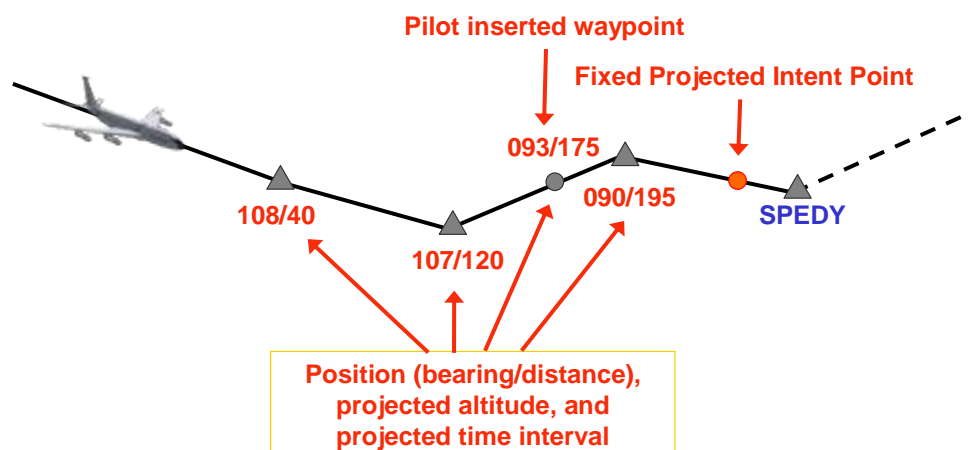 Pilot inserted waypoint
Fixed Projected Intent Point
093/175
108/40
090/195
SPEDY
107/120
Position (bearing/distance),
projected altitude, and
projected time interval